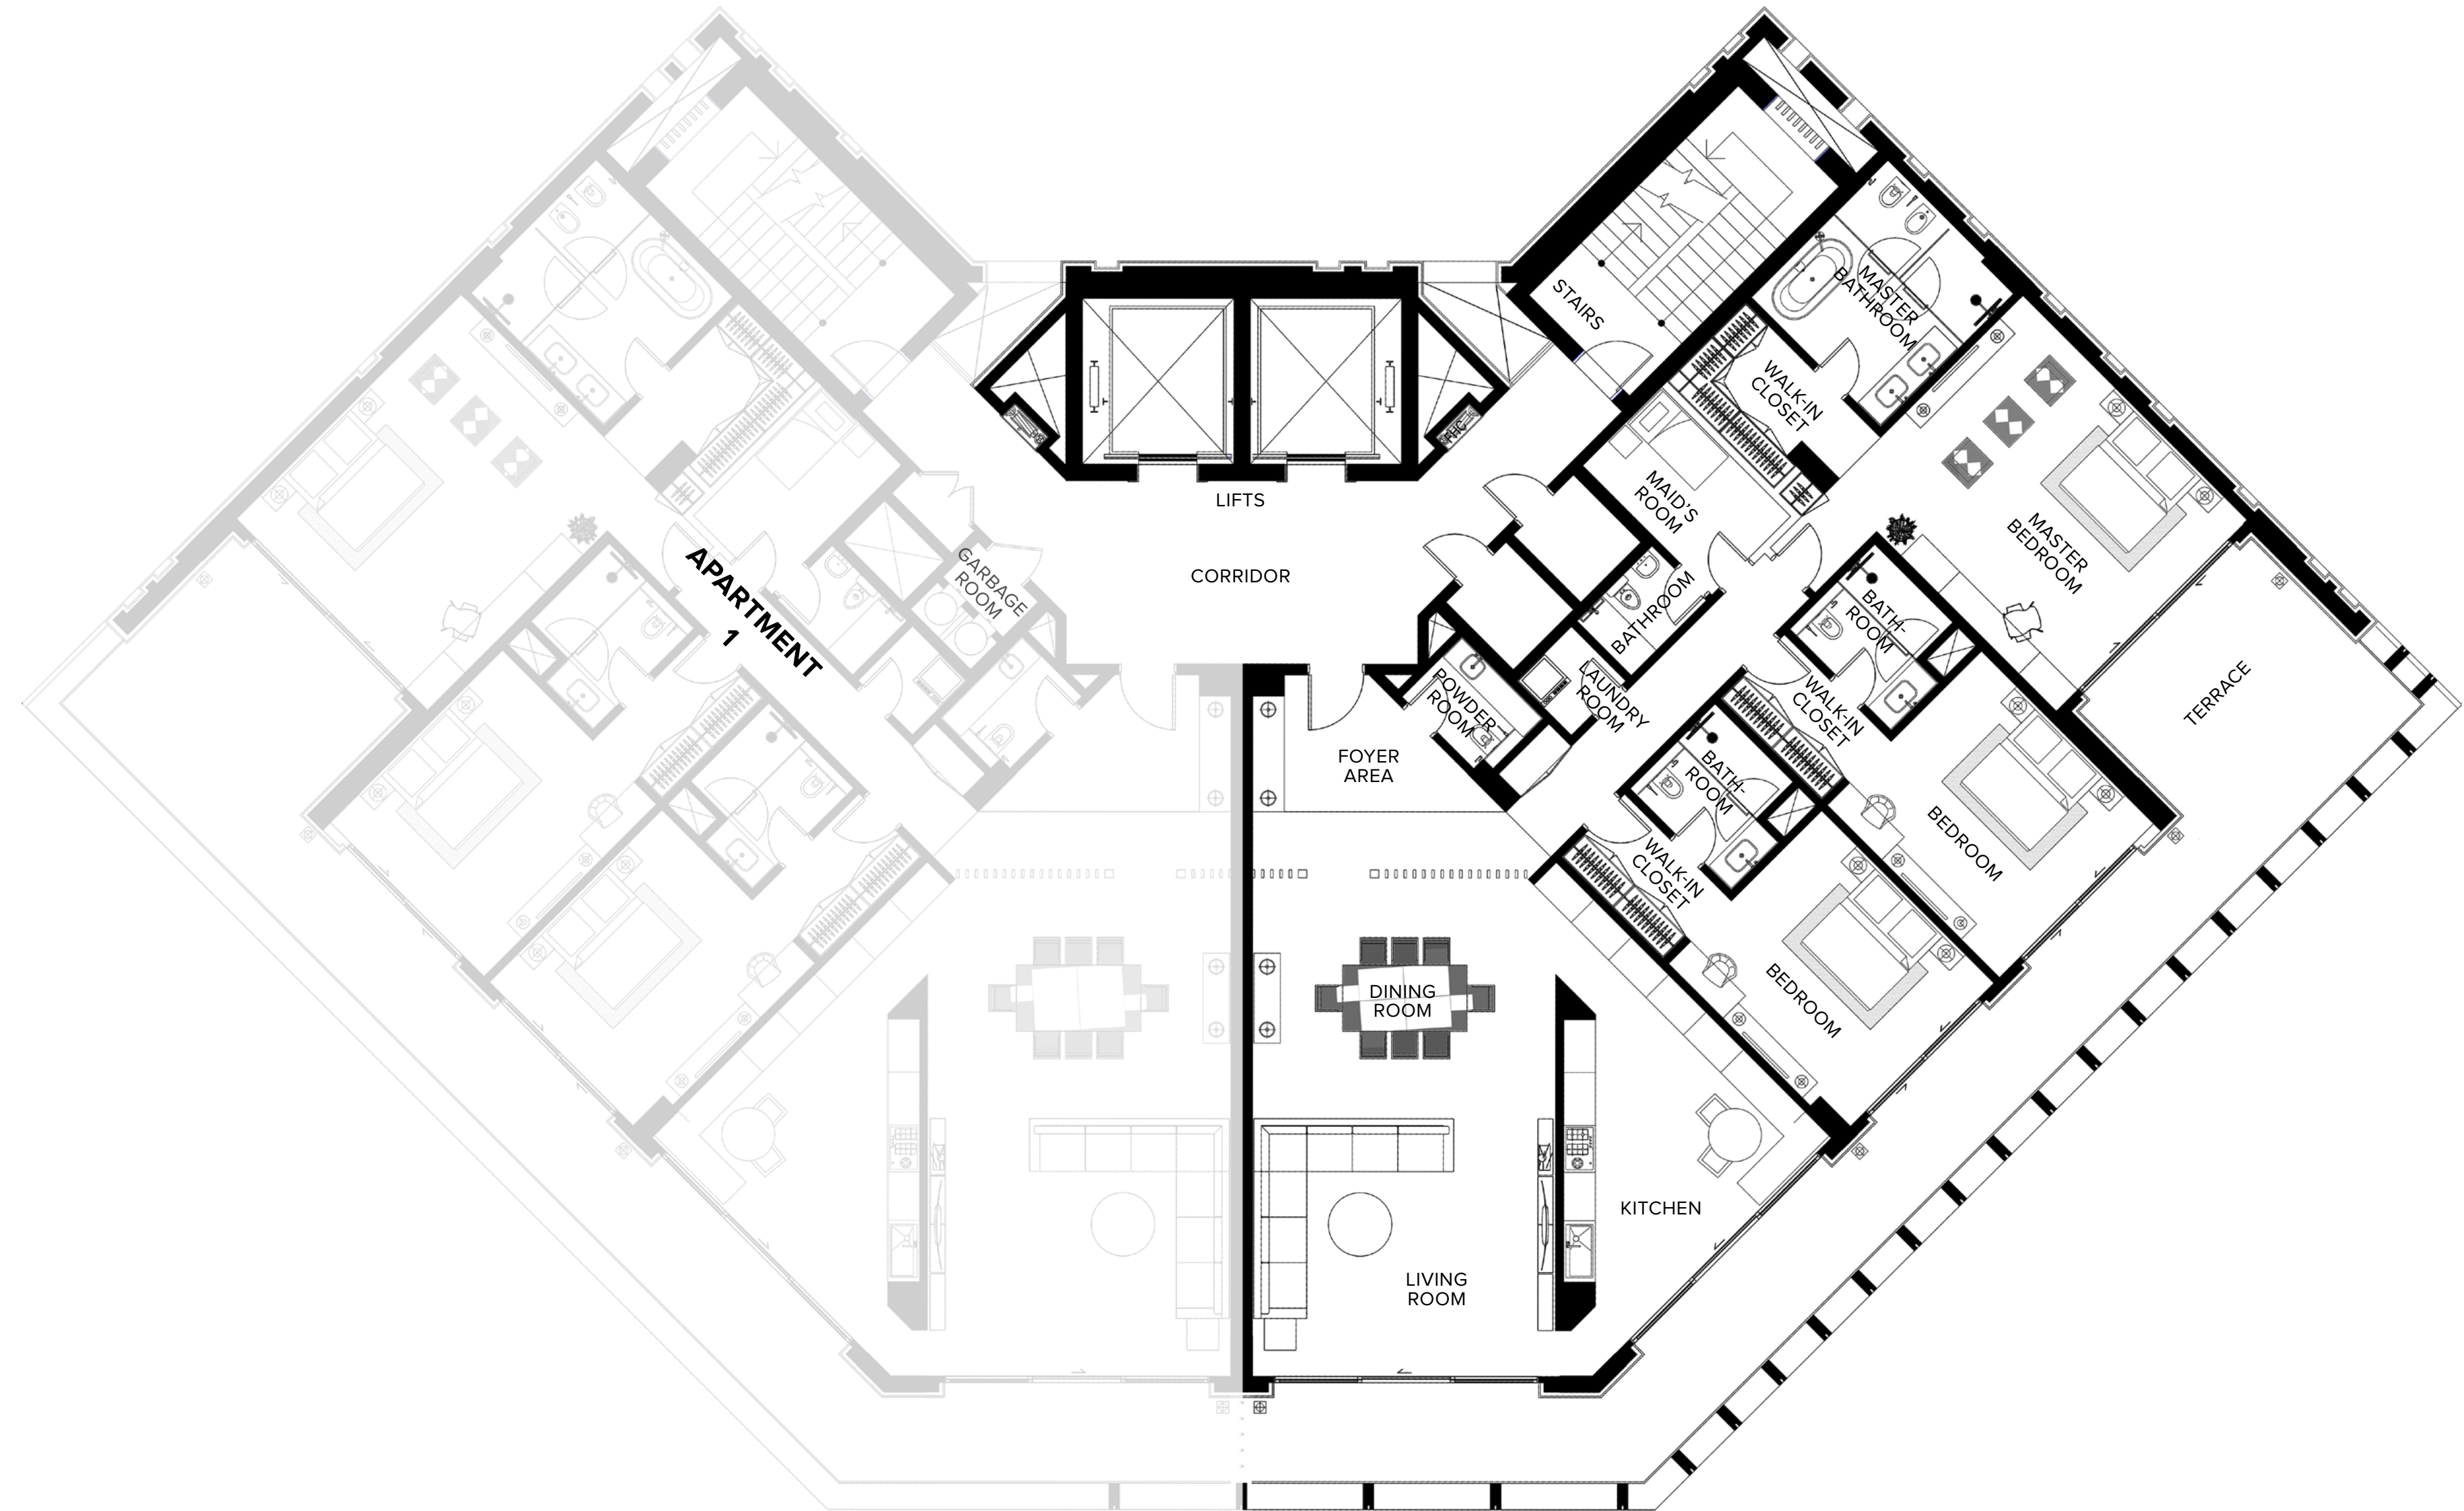 STAIRS
MASTER
BATHROOM
WALK-IN
CLOSET
MAID'S
ROOM
MASTER
BEDROOM
LIFTS
FHC
CORRIDOR
GARBAGE
ROOM
APARTMENT
1
BATHROOM
BATH-
ROOM
TERRACE
POWDER
ROOM
LAUNDRY
ROOM
WALK-IN
CLOSET
FOYER
AREA
BATH-
ROOM
BEDROOM
WALK-IN
CLOSET
DINING
ROOM
BEDROOM
KITCHEN
LIVING
ROOM